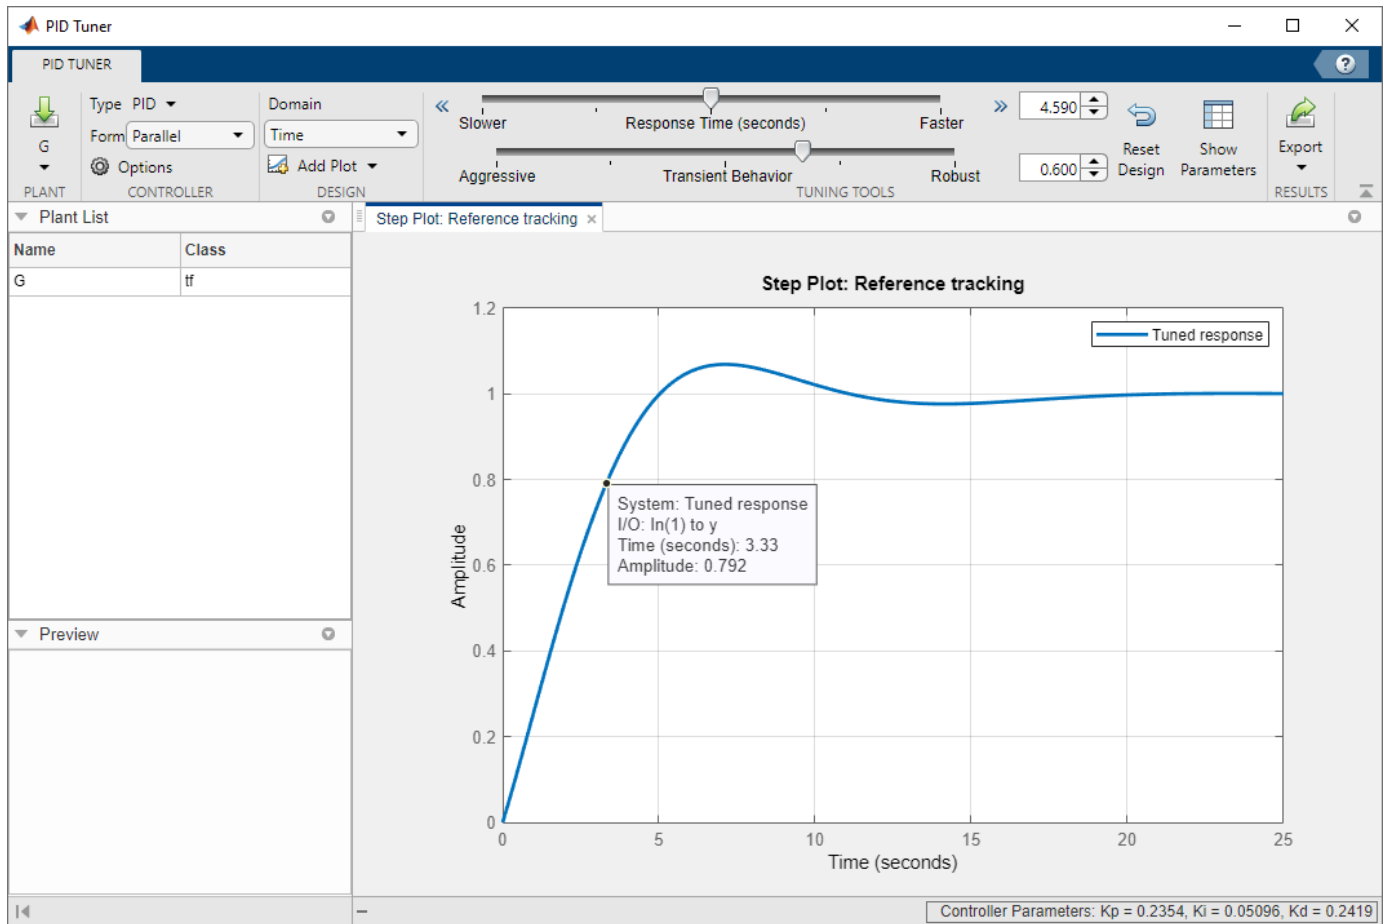 PID Tuner
PID TUNER
?
G
PLANT
Type PID
Form Parallel
Options
CONTROLLER
Domain
Time
Add Plot
DESIGN
Slower Response Time (seconds) Faster
4.590
Aggressive Transient Behavior Robust
0.600
TUNING TOOLS
Reset
Design
Show
Parameters
Export
RESULTS
Plant List
Name Class
G tf
Preview
Step Plot: Reference tracking
Step Plot: Reference tracking
Tuned response
1.2
1
0.8
0.6
0.4
0.2
0
Amplitude
System: Tuned response
I/O: In(1) to y
Time (seconds): 3.33
Amplitude: 0.792
0 5 10 15 20 25
Time (seconds)
Controller Parameters: Kp = 0.2354, Ki = 0.05096, Kd = 0.2419